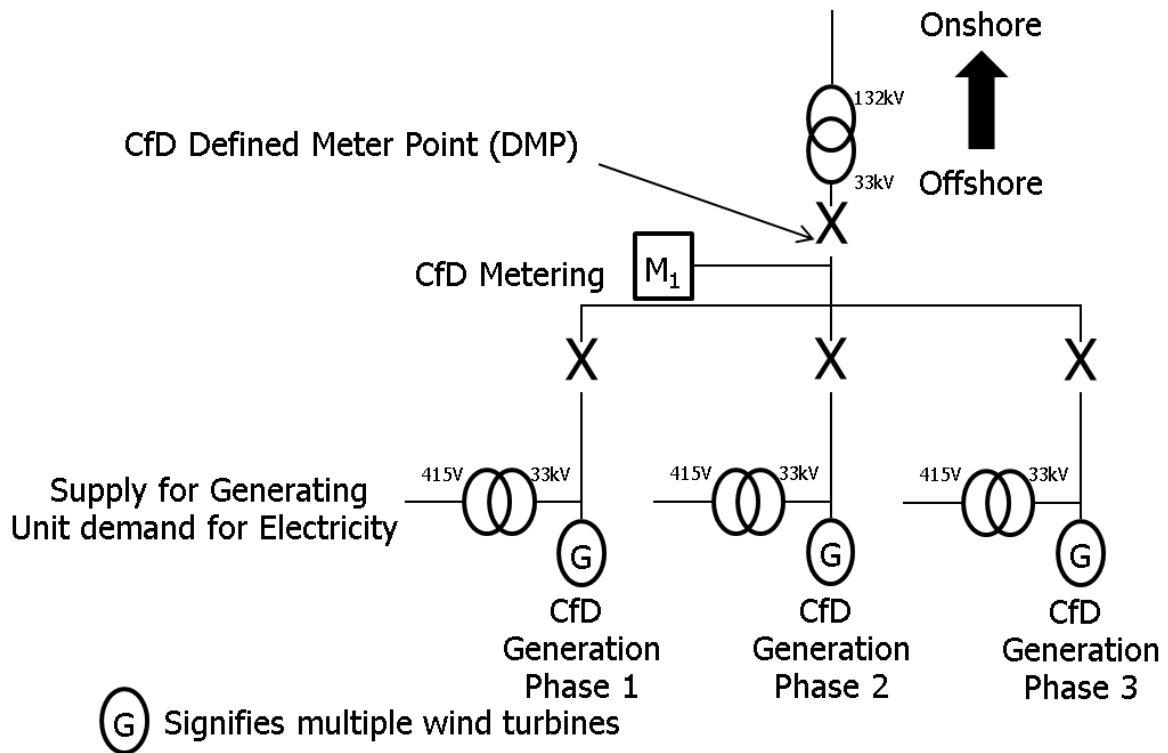 Onshore
132kV
CfD Defined Meter Point (DMP)
33kV
Offshore
X
CfD Metering
M₁
X
X
X
415V
33kV
415V
33kV
415V
33kV
Supply for Generating
Unit demand for Electricity
G
G
G
CfD
Generation
Phase 1
CfD
Generation
Phase 2
CfD
Generation
Phase 3
G Signifies multiple wind turbines